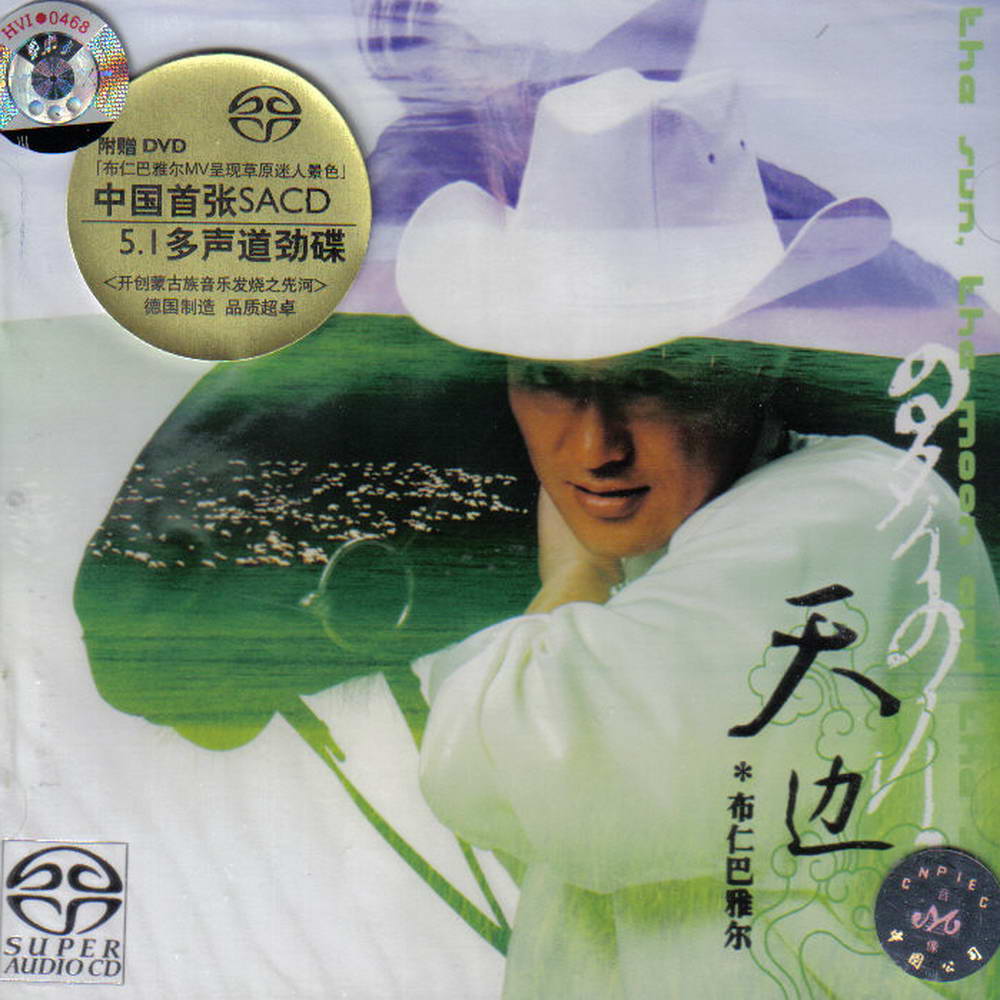 HVI●0468
附赠 DVD
「布仁巴雅尔MV呈现草原迷人景色」
中国首张SACD
5.1多声道劲碟
<开创蒙古族音乐发烧之先河>
德国制造 品质超卓
the sun, the moon and the
天边
*布仁巴雅尔
SUPER
AUDIO CD
CNPIEC
音
像